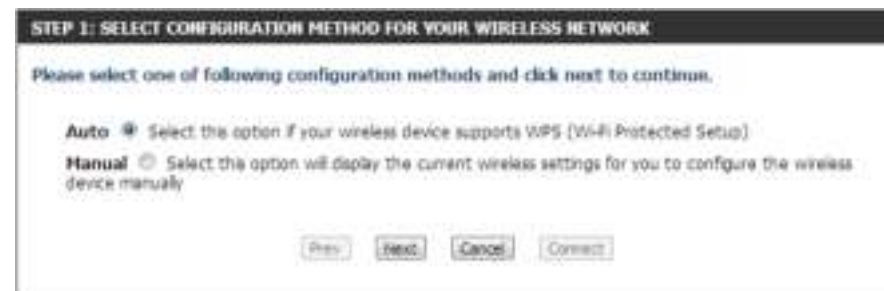 STEP 1: SELECT CONFIGURATION METHOD FOR YOUR WIRELESS NETWORK
Please select one of following configuration methods and click next to continue.
Auto Select this option if your wireless device supports WPS (Wi-Fi Protected Setup)
Manual Select this option will display the current wireless settings for you to configure the wireless
device manually
Prev Next Cancel Connect